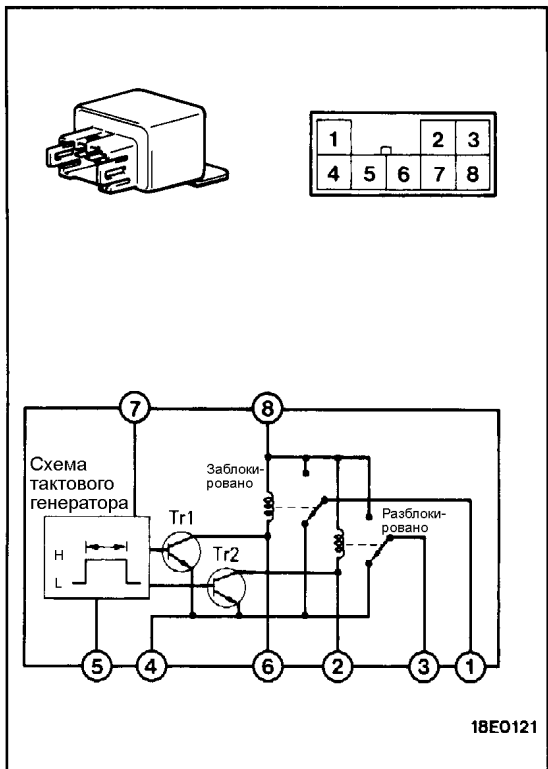 1 2 3
4 5 6 7 8
7 8
Схема
тактового
генератора
H
L
Tr1
Tr2
Заблоки-
ровано
Разблоки-
ровано
5 4 6 2 3 1
18E0121